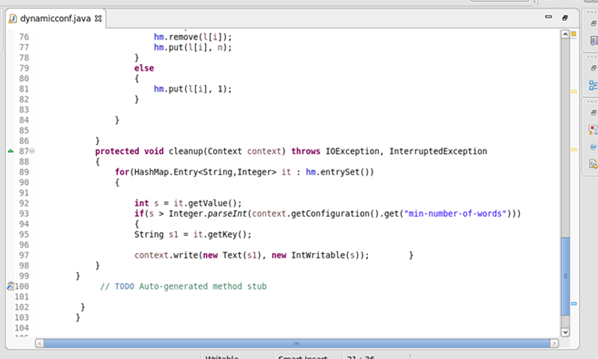 dynamicconf.java
76 hm.remove(l[i]);
77 hm.put(l[i], n);
78 }
79 else
80 {
81 hm.put(l[i], 1);
82 }
83
84 }
85
86 }
87 protected void cleanup(Context context) throws IOException, InterruptedException
88 {
89 for(HashMap.Entry<String,Integer> it : hm.entrySet())
90 {
91
92 int s = it.getValue();
93 if(s > Integer.parseInt(context.getConfiguration().get("min-number-of-words")))
94 {
95 String s1 = it.getKey();
96
97 context.write(new Text(s1), new IntWritable(s)); }
98 }
99 }
100 // TODO Auto-generated method stub
101
102 }
103 }
104